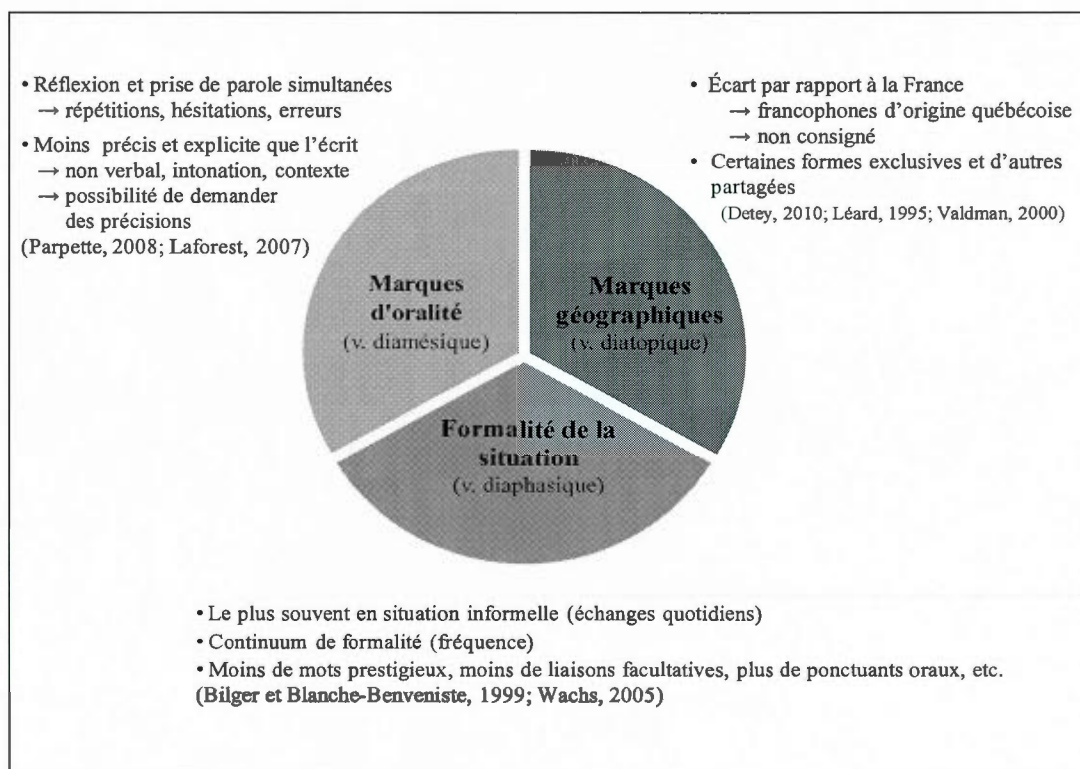 • Réflexion et prise de parole simultanées
→ répétitions, hésitations, erreurs
• Moins précis et explicite que l'écrit
→ non verbal, intonation, contexte
→ possibilité de demander
des précisions
(Parpette, 2008; Laforest, 2007)
• Écart par rapport à la France
→ francophones d'origine québécoise
→ non consigné
• Certaines formes exclusives et d'autres
partagées
(Detey, 2010; Léard, 1995; Valdman, 2000)
Marques
d'oralité
(v. diamésique)
Marques
géographiques
(v. diatopique)
Formalité de la
situation
(v. diaphasique)
• Le plus souvent en situation informelle (échanges quotidiens)
• Continuum de formalité (fréquence)
• Moins de mots prestigieux, moins de liaisons facultatives, plus de ponctuants oraux, etc.
(Bilger et Blanche-Benveniste, 1999; Wachs, 2005)